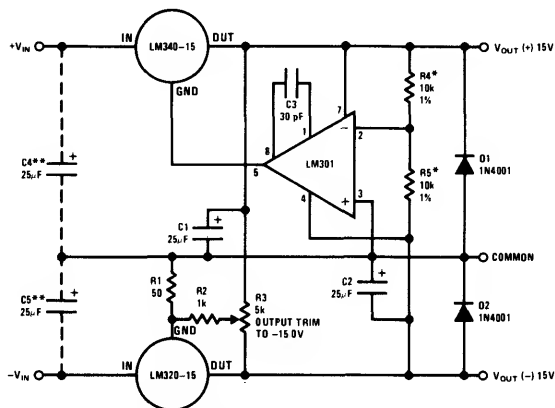 +VIN
IN
LM340-15
OUT
GND
VOUT (+) 15V
C3
30 pF
8
1
7
R4*
10k
1%
5
LM301
−
2
C4**
+
25μF
4
+
3
R5*
10k
1%
D1
1N4001
C1
+
25μF
COMMON
R1
50
R2
1k
R3
5k
OUTPUT TRIM
TO -15 0V
C2
25μF
+
C5**
+
25μF
D2
1N4001
GND
−VIN
IN
LM320-15
OUT
VOUT (−) 15V